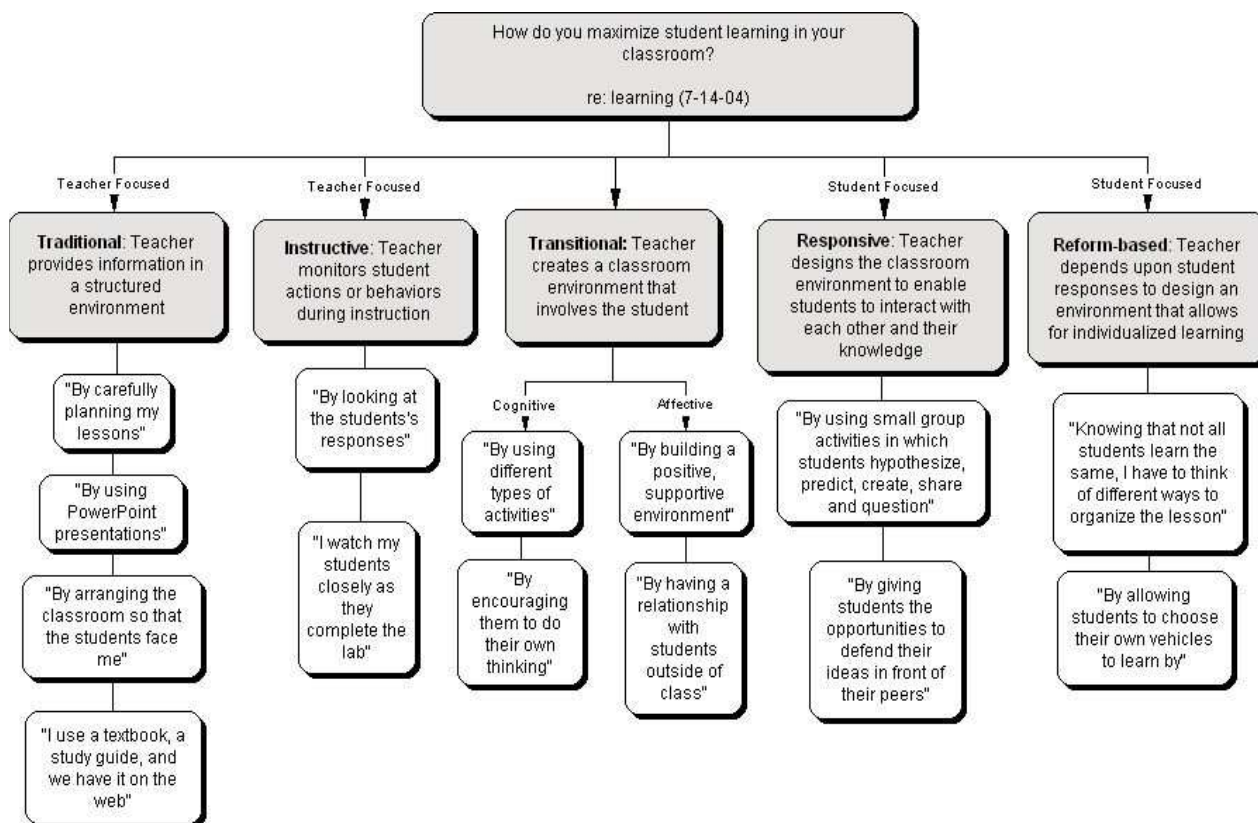 How do you maximize student learning in your
classroom?
re: learning (7-14-04)
Teacher Focused
Traditional: Teacher
provides information in
a structured
environment
"By carefully
planning my
lessons"
"By using
PowerPoint
presentations"
"By arranging the
classroom so that
the students face
me"
"I use a textbook, a
study guide, and
we have it on the
web"
Teacher Focused
Instructive: Teacher
monitors student
actions or behaviors
during instruction
"By looking at
the students's
responses"
"I watch my
students
closely as
they
complete the
lab"
Transitional: Teacher
creates a classroom
environment that
involves the student
Cognitive
"By using
different
types of
activities"
"By
encouraging
them to do
their own
thinking"
Affective
"By building a
positive,
supportive
environment"
"By having a
relationship
with
students
outside of
class"
Student Focused
Responsive: Teacher
designs the classroom
environment to enable
students to interact with
each other and their
knowledge
"By using small group
activities in which
students hypothesize,
predict, create, share
and question"
"By giving
students the
opportunities to
defend their
ideas in front of
their peers"
Student Focused
Reform-based: Teacher
depends upon student
responses to design an
environment that allows
for individualized learning
"Knowing that not all
students learn the
same, I have to think
of different ways to
organize the lesson"
"By allowing
students to choose
their own vehicles
to learn by"